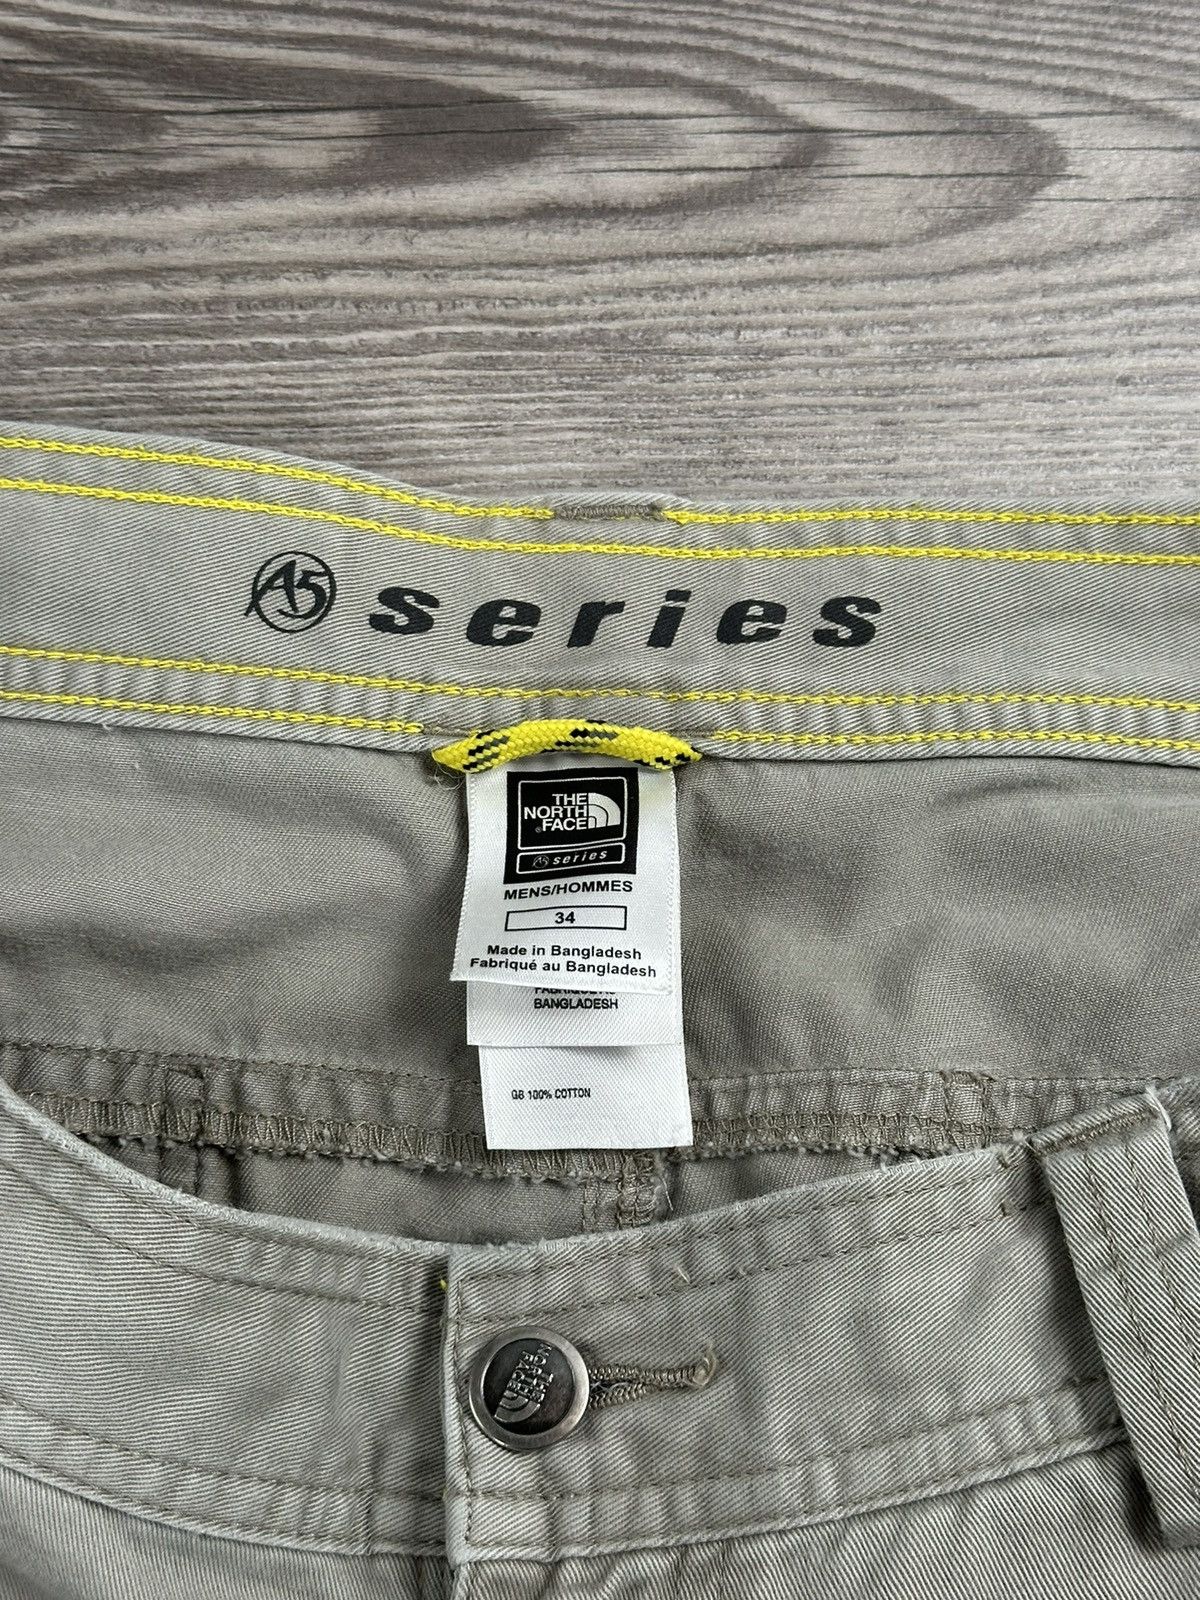 A5 series
THE
NORTH
FACE
A5 series
MENS/HOMMES
34
Made in Bangladesh
Fabriqué au Bangladesh
BANGLADESH
GB 100% COTTON
THE
NORTH
FACE